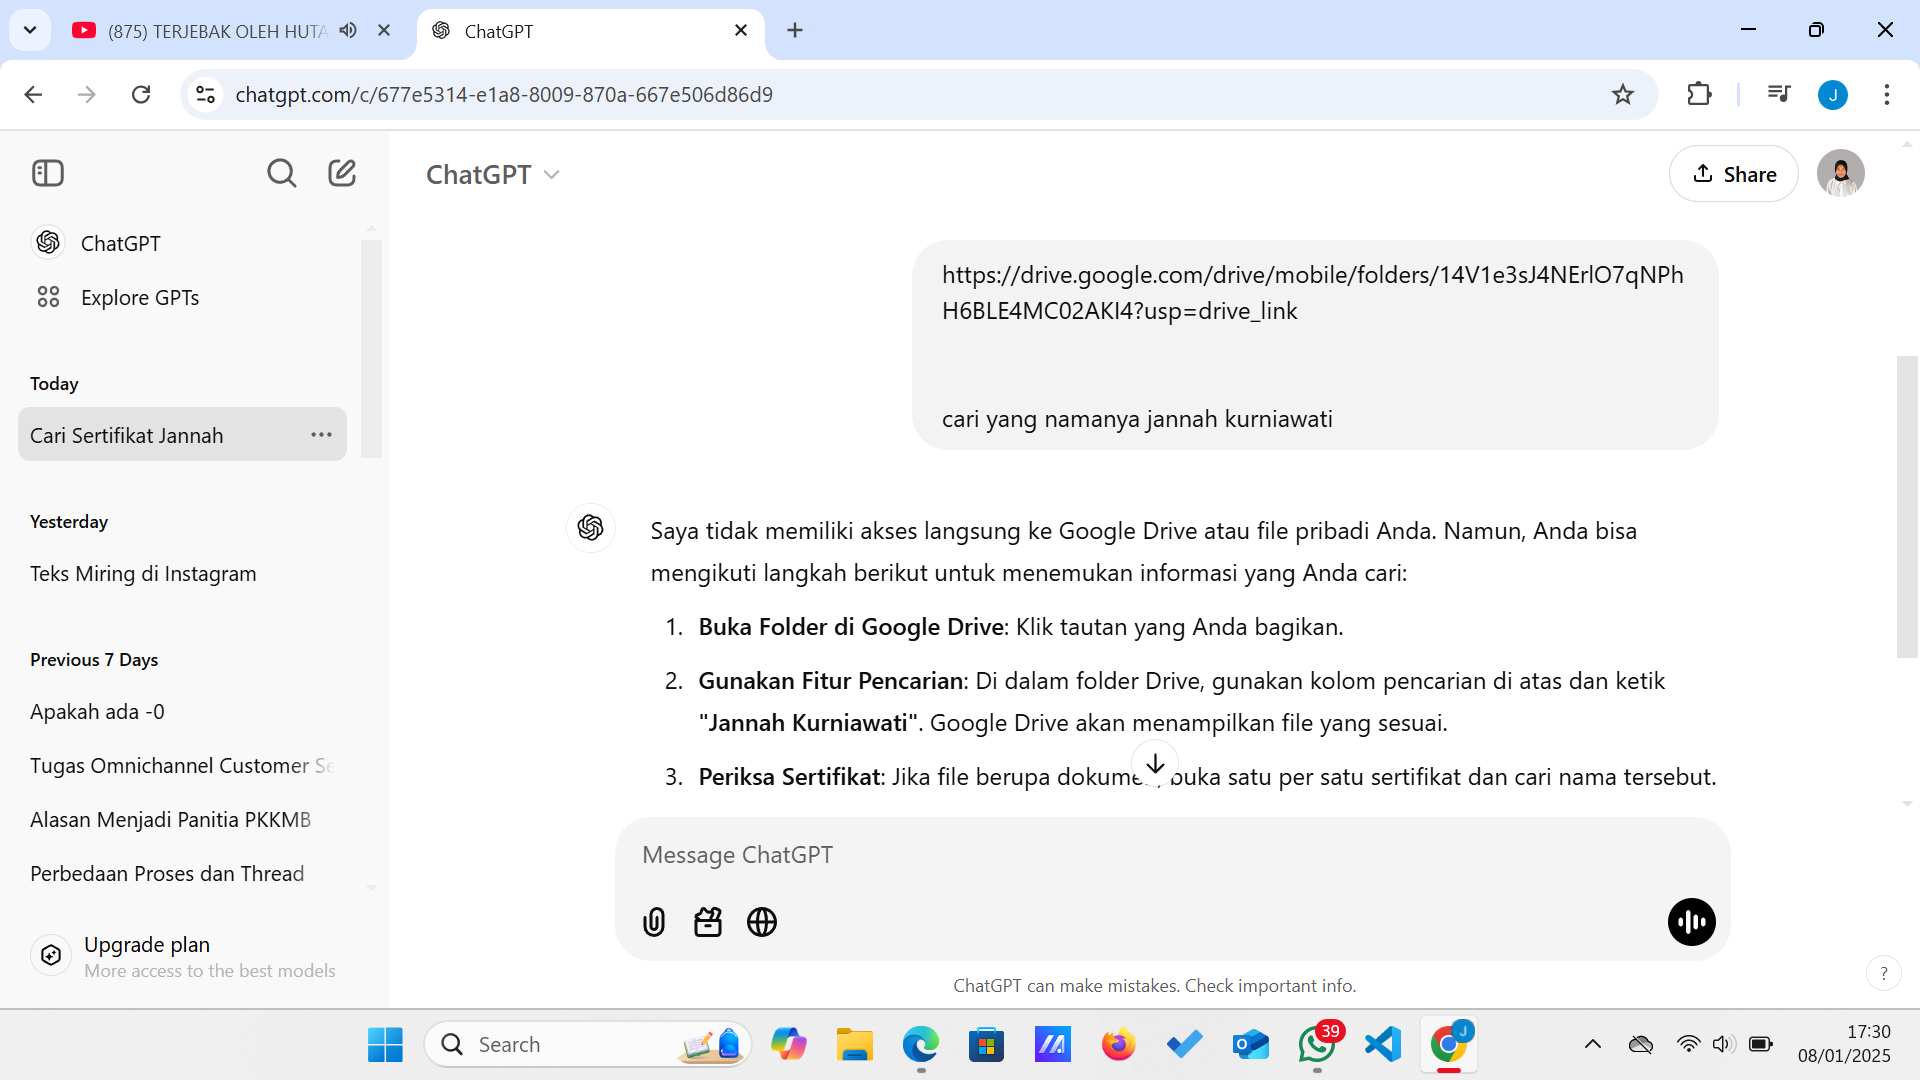 (875) TERJEBAK OLEH HUTA
ChatGPT
chatgpt.com/c/677e5314-e1a8-8009-870a-667e506d86d9
J
ChatGPT
Explore GPTs
Today
Cari Sertifikat Jannah
Yesterday
Teks Miring di Instagram
Previous 7 Days
Apakah ada -0
Tugas Omnichannel Customer Se
Alasan Menjadi Panitia PKKMB
Perbedaan Proses dan Thread
Upgrade plan
More access to the best models
ChatGPT
Share
https://drive.google.com/drive/mobile/folders/14V1e3sJ4NErlO7qNPh
H6BLE4MC02AKl4?usp=drive_link
cari yang namanya jannah kurniawati
Saya tidak memiliki akses langsung ke Google Drive atau file pribadi Anda. Namun, Anda bisa
mengikuti langkah berikut untuk menemukan informasi yang Anda cari:
1. Buka Folder di Google Drive: Klik tautan yang Anda bagikan.
2. Gunakan Fitur Pencarian: Di dalam folder Drive, gunakan kolom pencarian di atas dan ketik
"Jannah Kurniawati". Google Drive akan menampilkan file yang sesuai.
3. Periksa Sertifikat: Jika file berupa dokumen, buka satu per satu sertifikat dan cari nama tersebut.
Message ChatGPT
ChatGPT can make mistakes. Check important info.
?
Search
39
J
17:30
08/01/2025